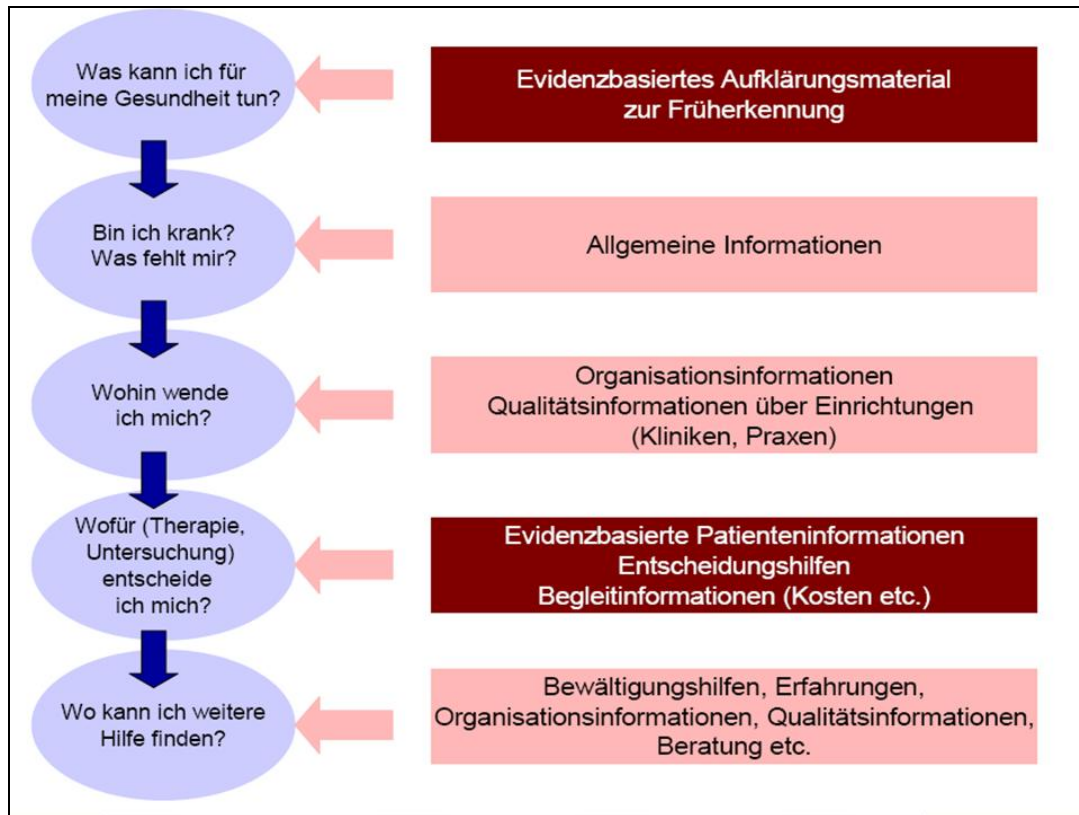 Was kann ich für
meine Gesundheit tun?
Evidenzbasiertes Aufklärungsmaterial
zur Früherkennung
Bin ich krank?
Was fehlt mir?
Allgemeine Informationen
Wohin wende
ich mich?
Organisationsinformationen
Qualitätsinformationen über Einrichtungen
(Kliniken, Praxen)
Wofür (Therapie,
Untersuchung)
entscheide
ich mich?
Evidenzbasierte Patienteninformationen
Entscheidungshilfen
Begleitinformationen (Kosten etc.)
Wo kann ich weitere
Hilfe finden?
Bewältigungshilfen, Erfahrungen,
Organisationsinformationen, Qualitätsinformationen,
Beratung etc.